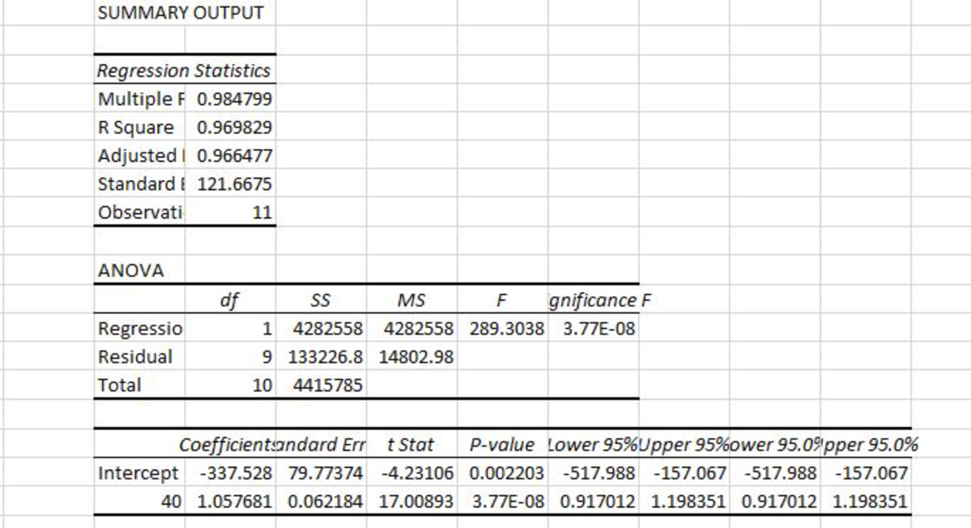 SUMMARY OUTPUT
Regression Statistics
Multiple F 0.984799
R Square 0.969829
Adjusted 0.966477
Standard E 121.6675
Observati 11
ANOVA
df SS MS F gnificance F
Regressio 1 4282558 4282558 289.3038 3.77E-08
Residual 9 133226.8 14802.98
Total 10 4415785
Coefficients andard Err t Stat P-value Lower 95% Upper 95% ower 95.0% pper 95.0%
Intercept -337.528 79.77374 -4.23106 0.002203 -517.988 -157.067 -517.988 -157.067
40 1.057681 0.062184 17.00893 3.77E-08 0.917012 1.198351 0.917012 1.198351